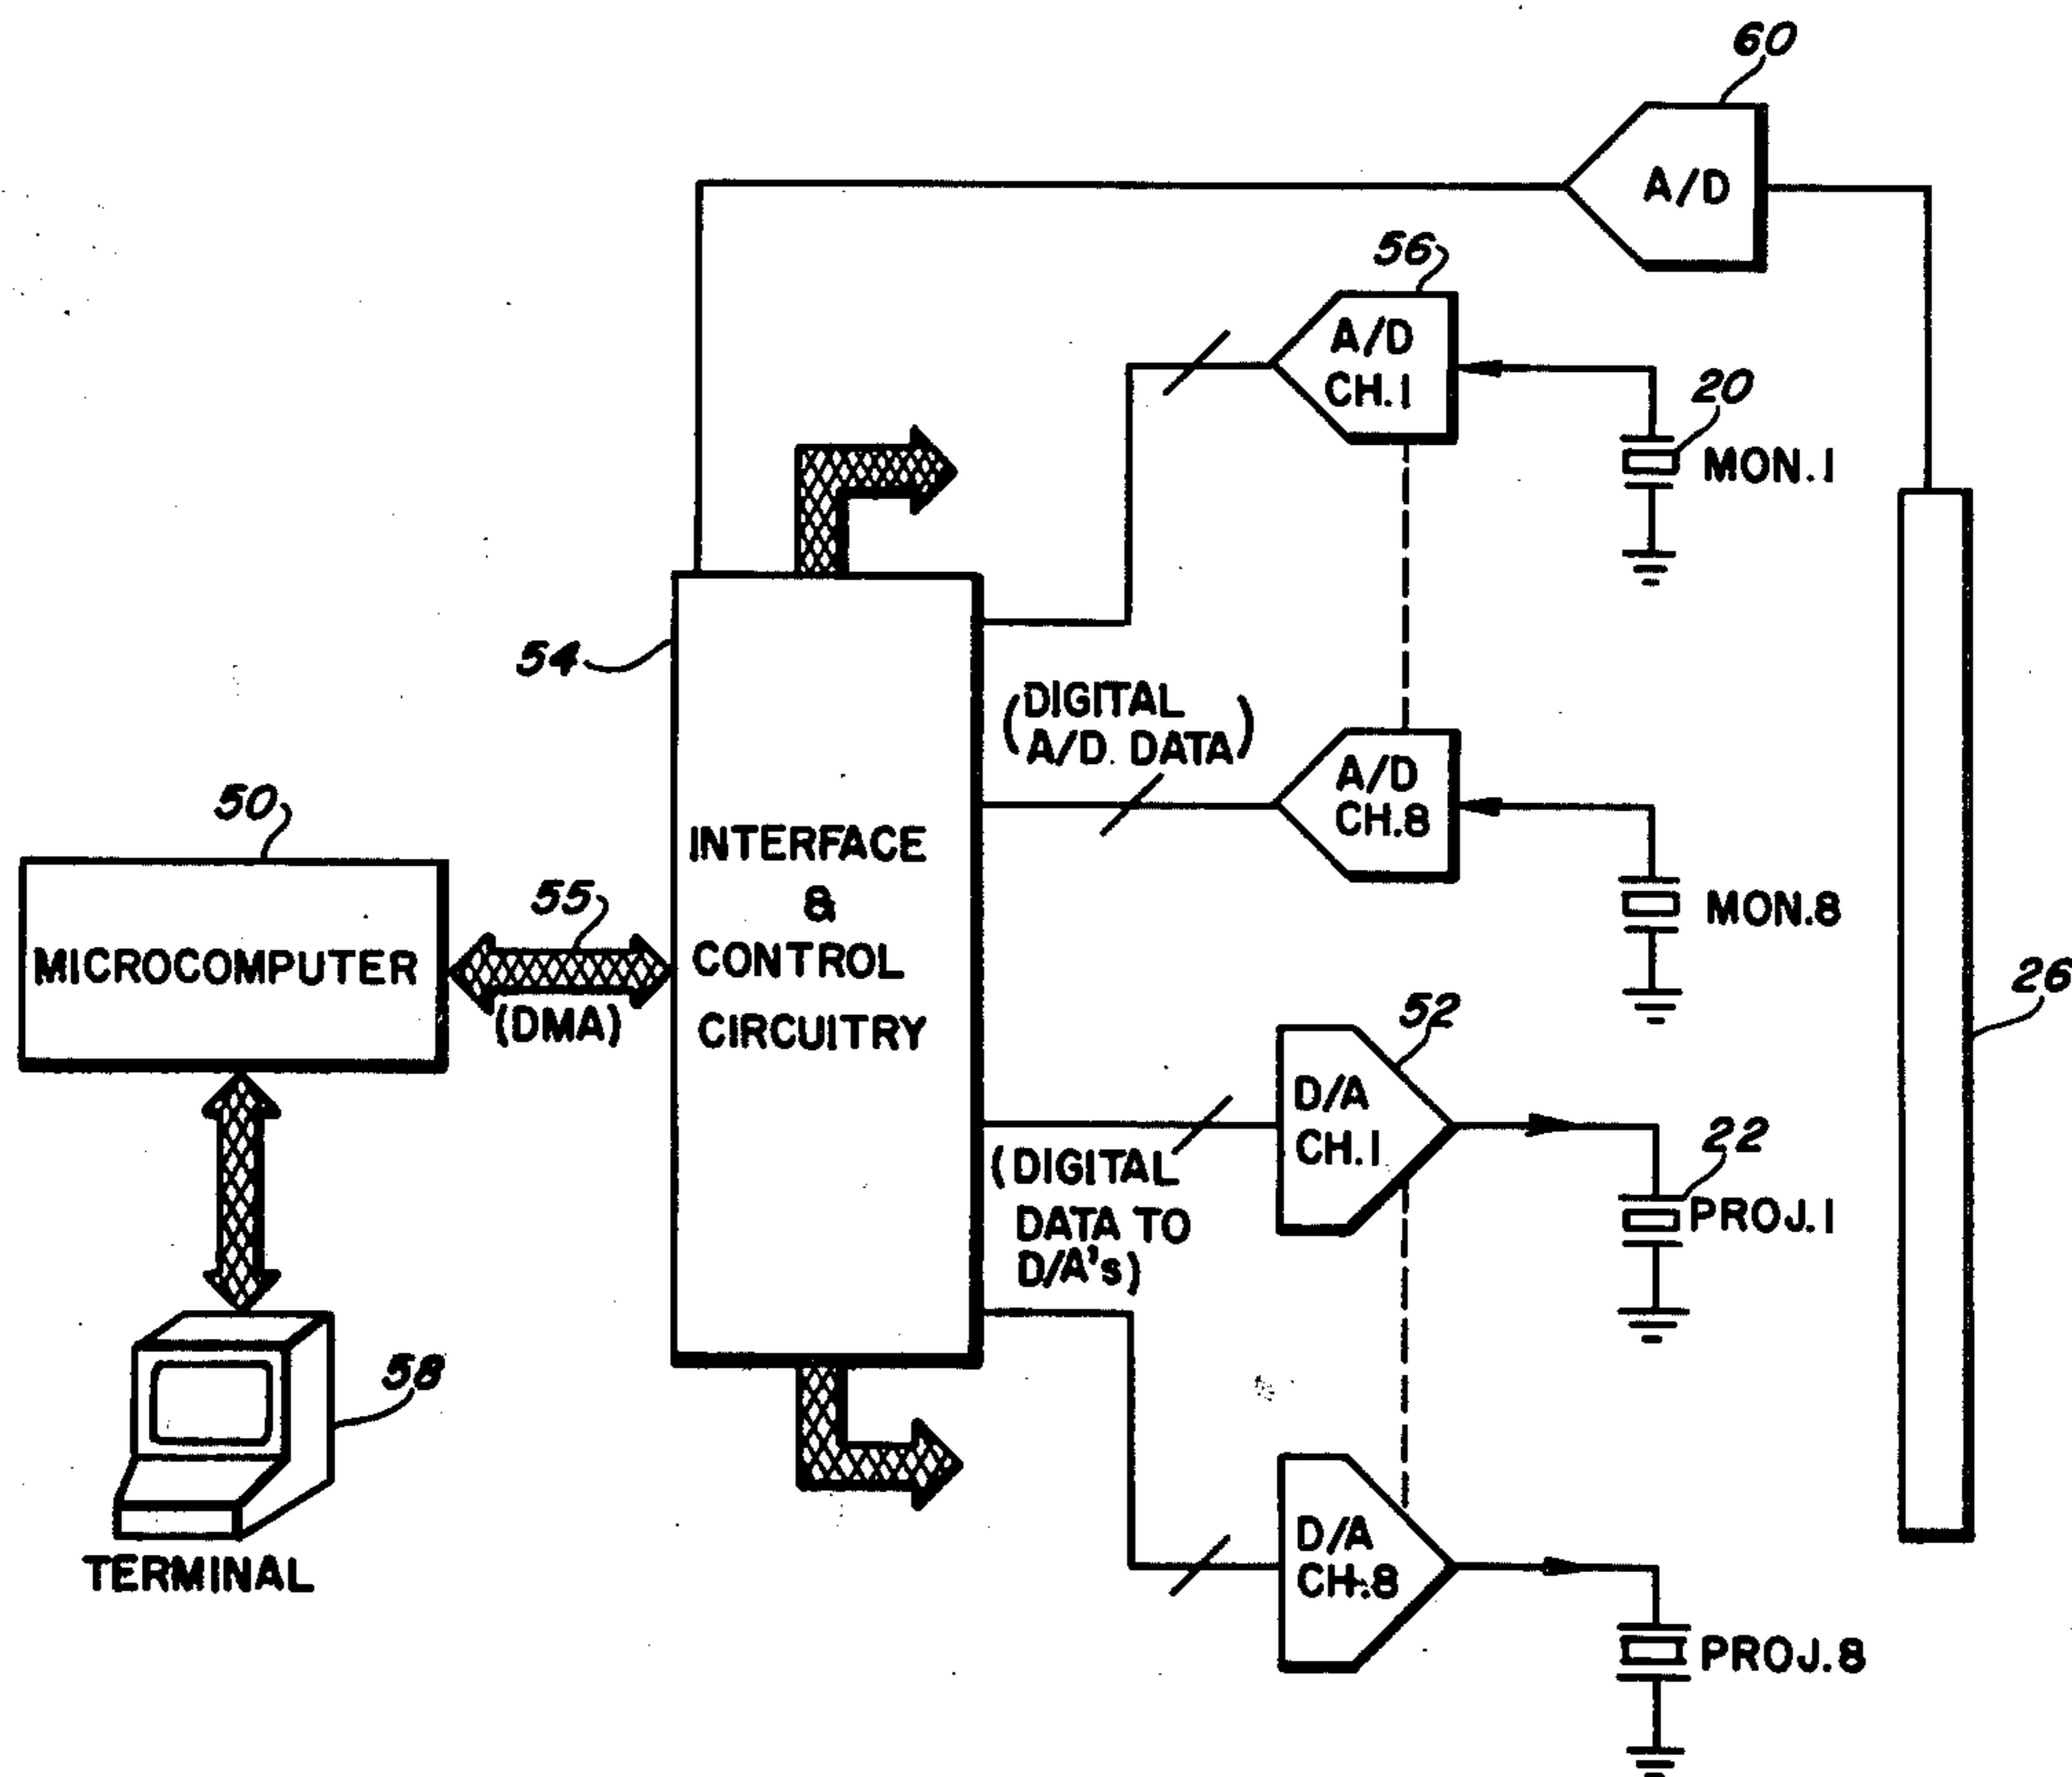 60
A/D
56
A/D
CH.1
20
MON.1
54
(DIGITAL
A/D. DATA)
A/D
CH.8
MON.8
50
MICROCOMPUTER
55
(DMA)
INTERFACE
&
CONTROL
CIRCUITRY
26
52
D/A
CH.1
22
PROJ.1
(DIGITAL
DATA TO
D/A's)
58
TERMINAL
D/A
CH.8
PROJ.8